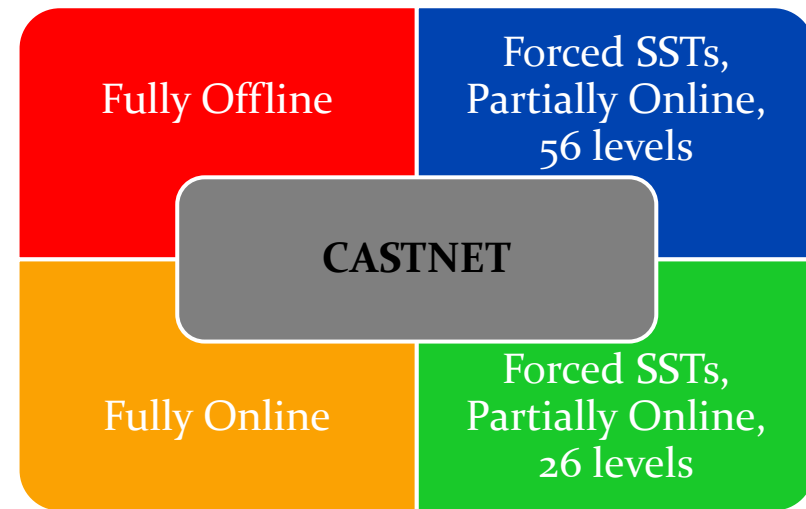 Fully Offline
Forced SSTs,
Partially Online,
56 levels
CASTNET
Fully Online
Forced SSTs,
Partially Online,
26 levels